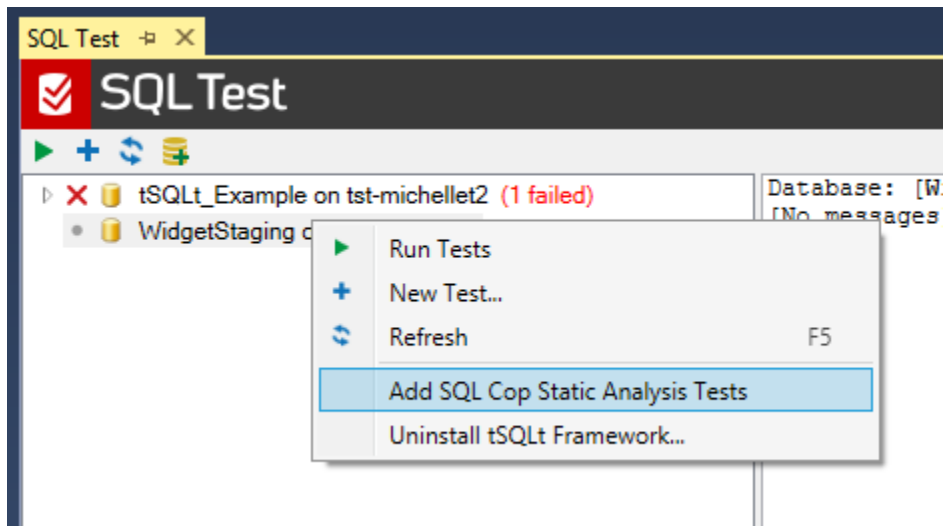 SQL Test
SQL Test
tSQLt_Example on tst-michellet2 (1 failed)
WidgetStaging
Database: [W
[No messages
Run Tests
New Test...
Refresh F5
Add SQL Cop Static Analysis Tests
Uninstall tSQLt Framework...